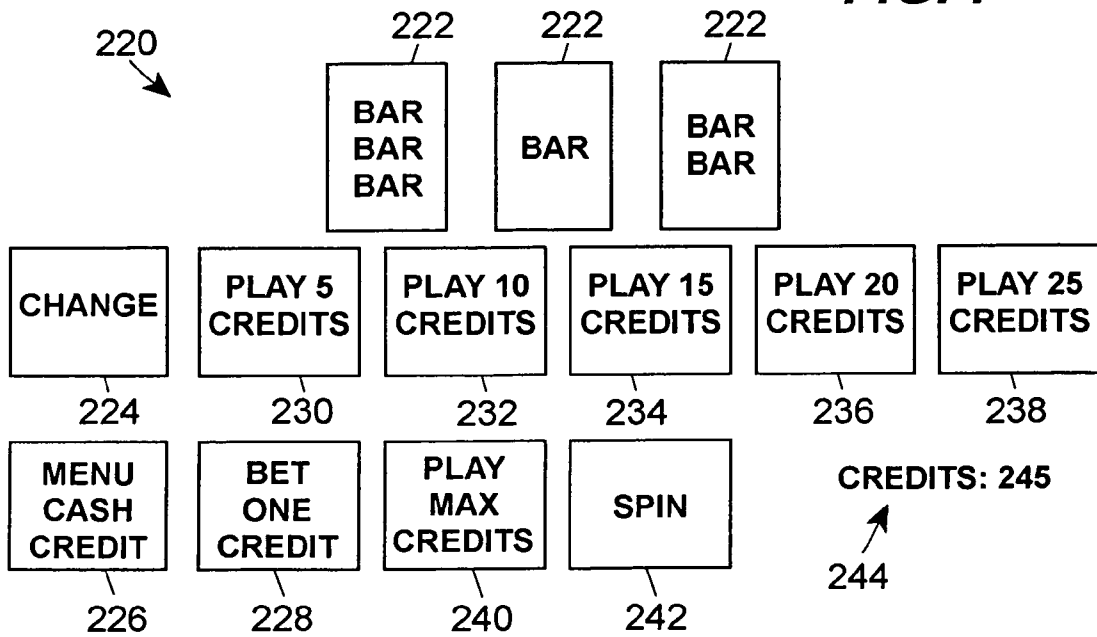 222 222 222
220
BAR
BAR
BAR
BAR
BAR
BAR
CHANGE
PLAY 5
CREDITS
PLAY 10
CREDITS
PLAY 15
CREDITS
PLAY 20
CREDITS
PLAY 25
CREDITS
224 230 232 234 236 238
MENU
CASH
CREDIT
BET
ONE
CREDIT
PLAY
MAX
CREDITS
SPIN
CREDITS: 245
244
226 228 240 242